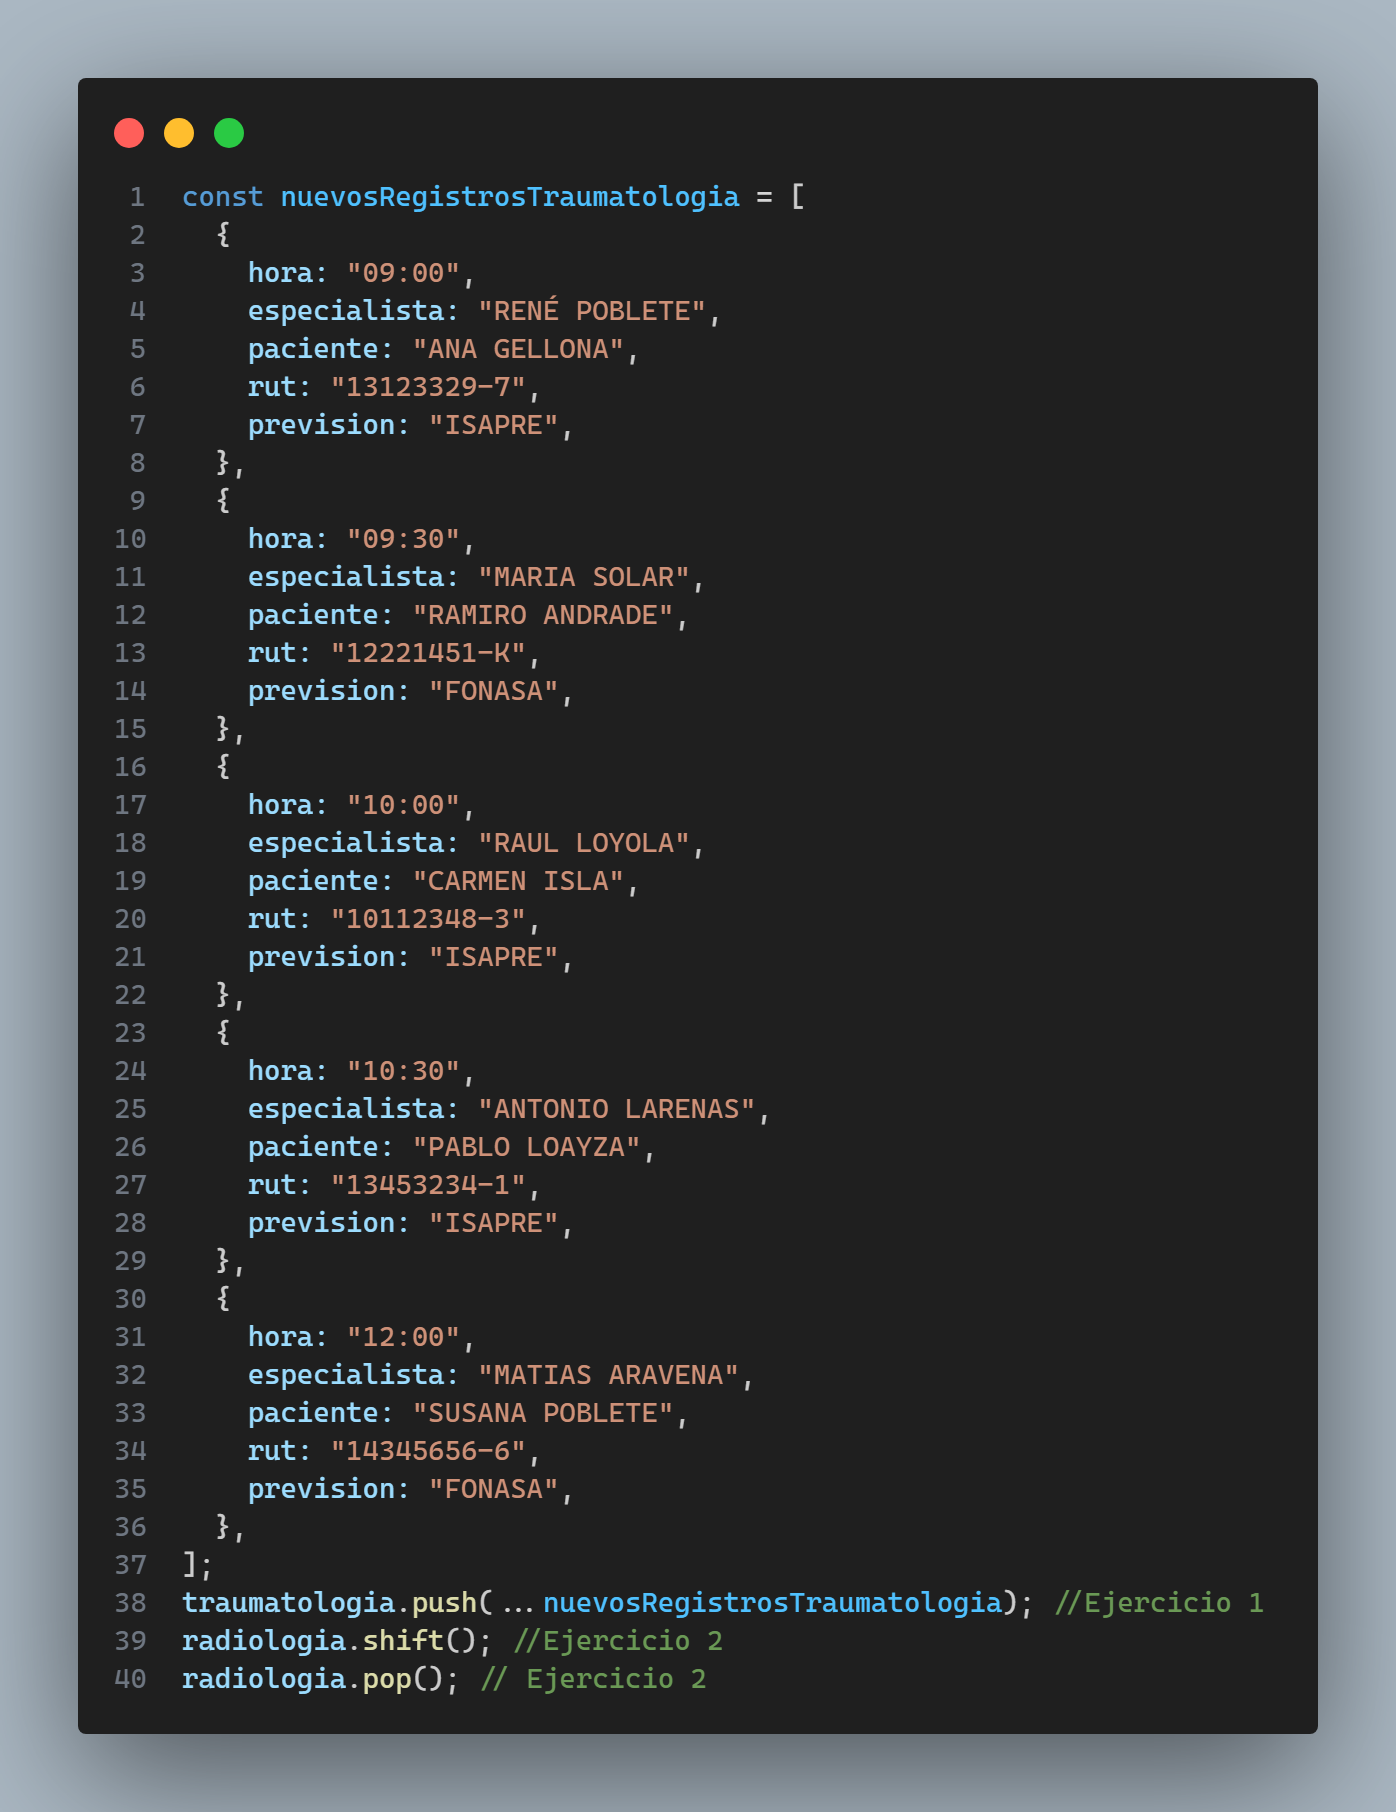 1 const nuevosRegistrosTraumatologia = [
2 {
3 hora: "09:00",
4 especialista: "RENÉ POBLETE",
5 paciente: "ANA GELLONA",
6 rut: "13123329-7",
7 prevision: "ISAPRE",
8 },
9 {
10 hora: "09:30",
11 especialista: "MARIA SOLAR",
12 paciente: "RAMIRO ANDRADE",
13 rut: "12221451-K",
14 prevision: "FONASA",
15 },
16 {
17 hora: "10:00",
18 especialista: "RAUL LOYOLA",
19 paciente: "CARMEN ISLA",
20 rut: "10112348-3",
21 prevision: "ISAPRE",
22 },
23 {
24 hora: "10:30",
25 especialista: "ANTONIO LARENAS",
26 paciente: "PABLO LOAYZA",
27 rut: "13453234-1",
28 prevision: "ISAPRE",
29 },
30 {
31 hora: "12:00",
32 especialista: "MATIAS ARAVENA",
33 paciente: "SUSANA POBLETE",
34 rut: "14345656-6",
35 prevision: "FONASA",
36 },
37 ];
38 traumatologia.push(...nuevosRegistrosTraumatologia); //Ejercicio 1
39 radiologia.shift(); //Ejercicio 2
40 radiologia.pop(); // Ejercicio 2